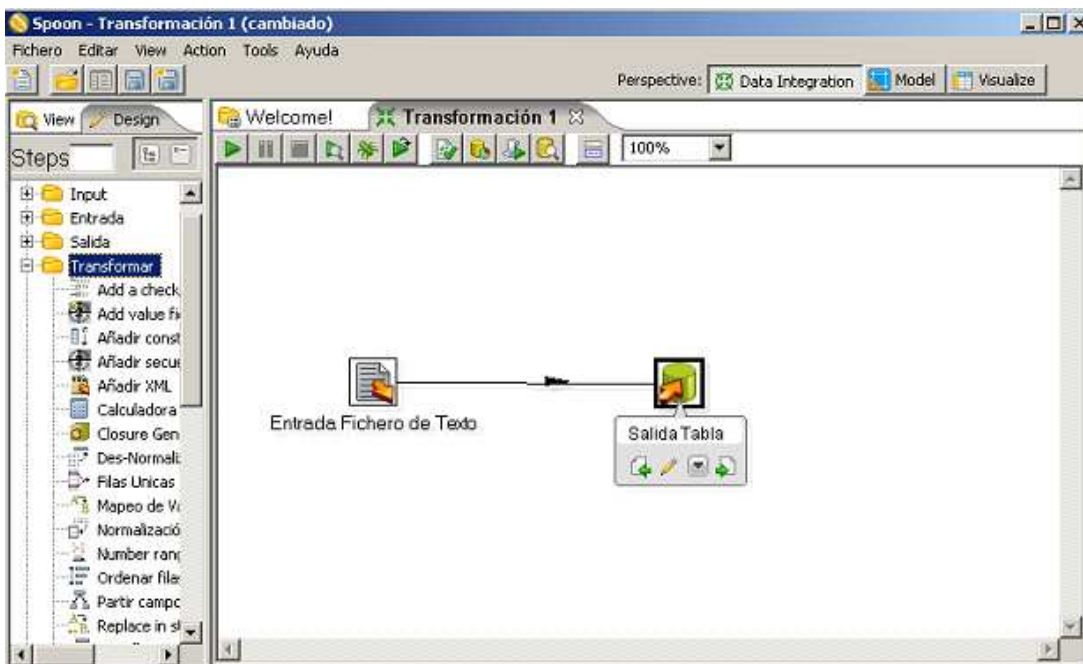 Spoon - Transformación 1 (cambiado)
Fichero Editar View Action Tools Ayuda
Perspective: Data Integration Model Visualize
View Design
Welcome! Transformación 1
Steps
100%
Input
Entrada
Salida
Transformar
Add a check
Add value fi
Añadir const
Añadir secue
Añadir XML
Calculadora
Closure Gen
Des-Normali
Filas Unicas
Mapeo de Va
Normalizació
Number rang
Ordenar filas
Partir campo
Replace in st
Entrada Fichero de Texto
Salida Tabla